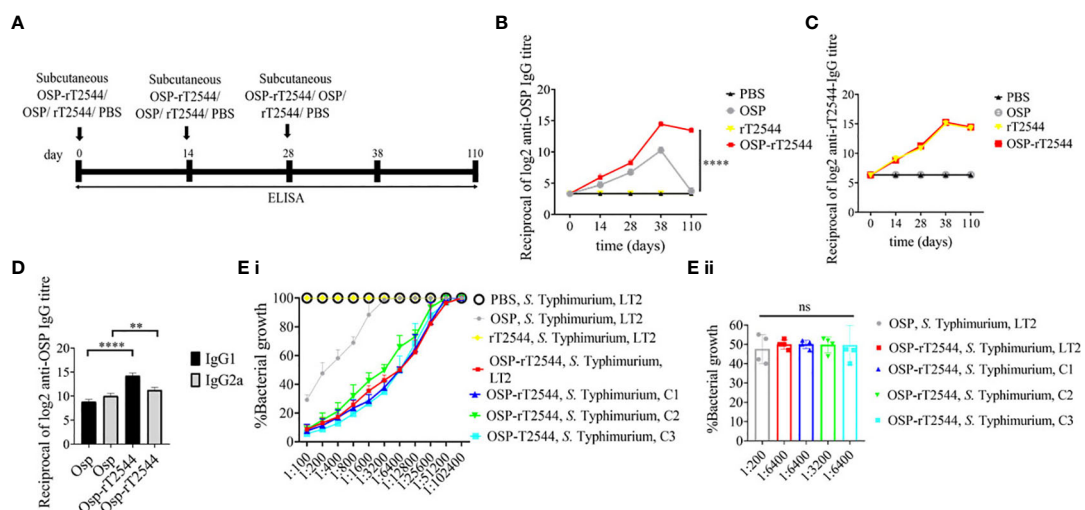 A
Subcutaneous
OSP-rT2544/
OSP/ rT2544/ PBS
Subcutaneous
OSP-rT2544/
OSP/ rT2544/ PBS
Subcutaneous
OSP-rT2544/ OSP/
rT2544/ PBS
day
0
14
28
38
110
ELISA
B
Reciprocal of log2 anti-OSP IgG titre
20
15
10
5
0
0
14
28
38
110
time (days)
PBS
OSP
rT2544
OSP-rT2544
****
C
Reciprocal of log2 anti-rT2544-IgG titre
20
15
10
5
0
0
14
28
38
110
time (days)
PBS
OSP
rT2544
OSP-rT2544
D
Reciprocal of log2 anti-OSP IgG titre
20
15
10
5
0
****
**
Osp
Osp
Osp-rT2544
Osp-rT2544
IgG1
IgG2a
E i
%Bacterial growth
100
80
60
40
20
0
1:100
1:200
1:400
1:800
1:1600
1:3200
1:6400
1:12800
1:25600
1:51200
1:102400
PBS, S. Typhimurium, LT2
OSP, S. Typhimurium, LT2
rT2544, S. Typhimurium, LT2
OSP-rT2544, S. Typhimurium,
LT2
OSP-rT2544, S. Typhimurium, C1
OSP-rT2544, S. Typhimurium, C2
OSP-T2544, S. Typhimurium, C3
E ii
%Bacterial growth
60
50
40
30
20
10
0
ns
1:200
1:6400
1:6400
1:3200
1:6400
OSP, S. Typhimurium, LT2
OSP-rT2544, S. Typhimurium, LT2
OSP-rT2544, S. Typhimurium, C1
OSP-rT2544, S. Typhimurium, C2
OSP-rT2544, S. Typhimurium, C3